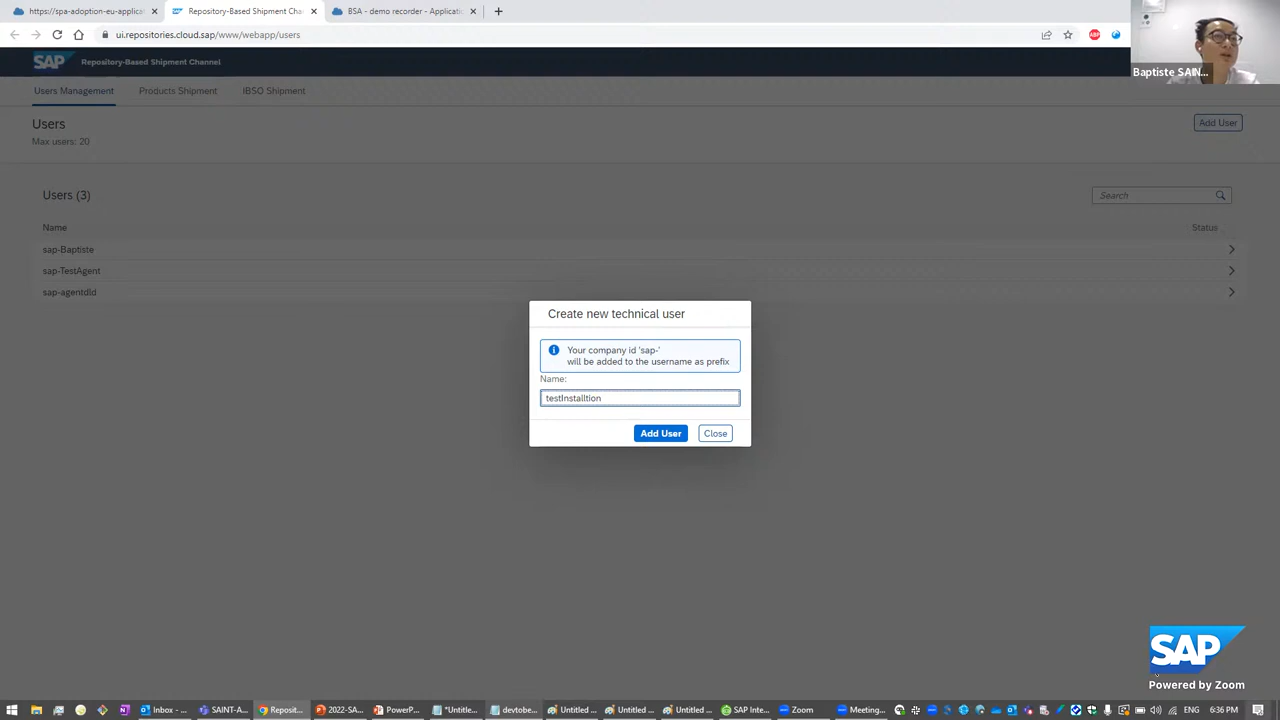 https://spa-adoption-eu-applicat
Repository-Based Shipment Cha
BSA - demo recorder - Applicatio
ui.repositories.cloud.sap/www/webapp/users
Baptiste SAIN...
SAP
Repository-Based Shipment Channel
Users Management
Products Shipment
IBSO Shipment
Users
Add User
Max users: 20
Users (3)
Search
Name
Status
sap-Baptiste
sap-TestAgent
sap-agentdld
Create new technical user
Your company id 'sap-'
will be added to the username as prefix
Name:
testInstalltion
Add User
Close
SAP
Powered by Zoom
Inbox - ...
SAINT-A...
Reposit...
2022-SA...
PowerP...
*Untitle...
devtobe...
Untitled ...
Untitled ...
Untitled ...
SAP Inte...
Zoom
Meeting...
ENG
6:36 PM